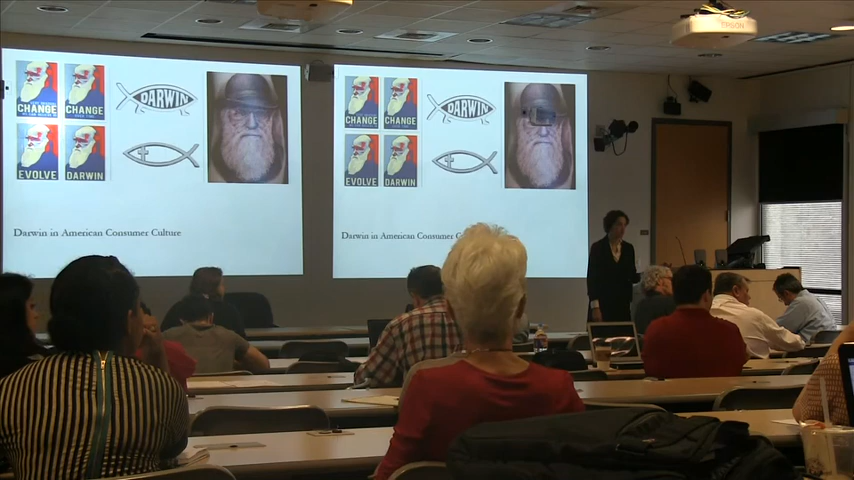 CHANGE
CHANGE
DARWIN
EVOLVE
DARWIN
Darwin in American Consumer Culture
CHANGE
CHANGE
DARWIN
EVOLVE
DARWIN
Darwin in American Consumer
EPSON